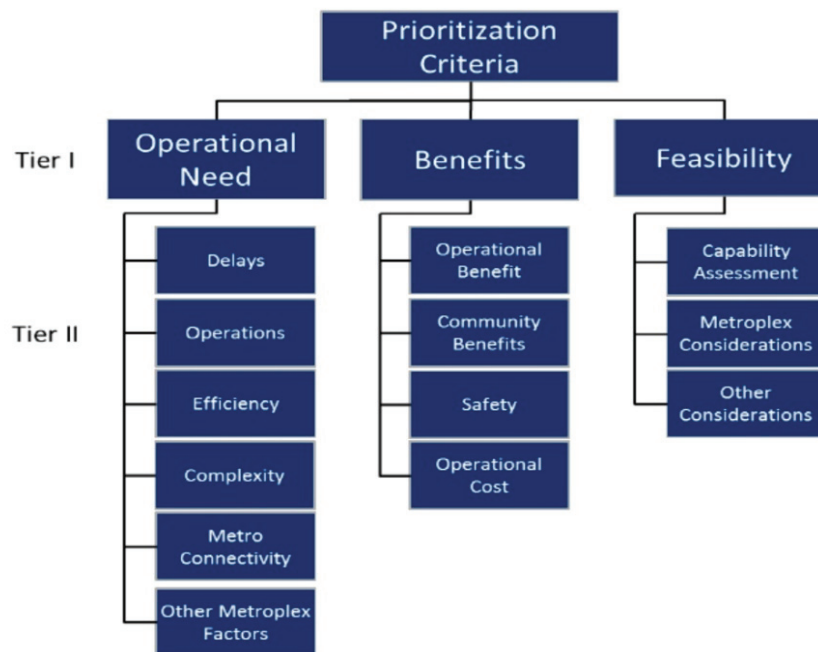 Prioritization
Criteria
Tier I
Operational
Need
Benefits
Feasibility
Tier II
Delays
Operations
Efficiency
Complexity
Metro
Connectivity
Other Metroplex
Factors
Operational
Benefit
Community
Benefits
Safety
Operational
Cost
Capability
Assessment
Metroplex
Considerations
Other
Considerations